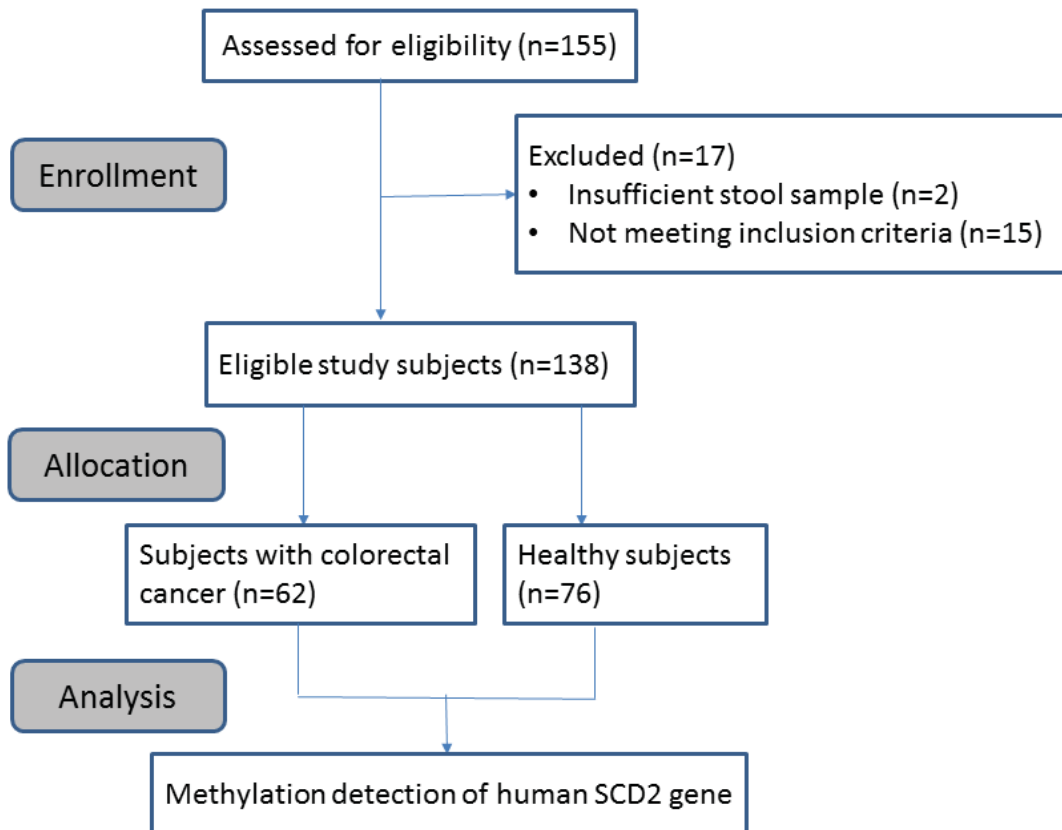 Assessed for eligibility (n=155)
Enrollment
Excluded (n=17)
• Insufficient stool sample (n=2)
• Not meeting inclusion criteria (n=15)
Eligible study subjects (n=138)
Allocation
Subjects with colorectal
cancer (n=62)
Healthy subjects
(n=76)
Analysis
Methylation detection of human SCD2 gene